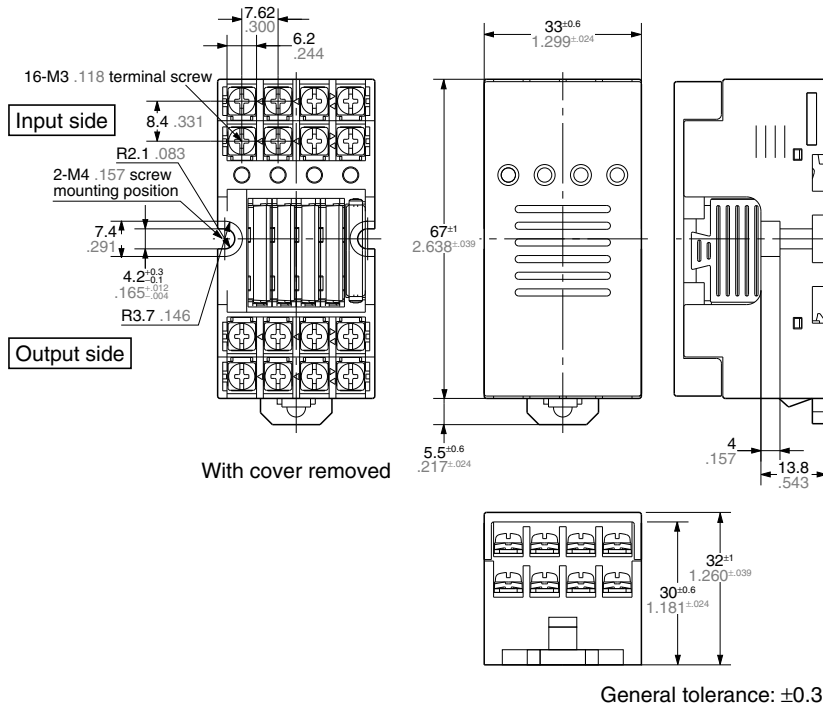 7.62
.300
6.2
.244
16-M3 .118 terminal screw
Input side
8.4 .331
R2.1 .083
2-M4 .157 screw
mounting position
7.4
.291
4.2+0.3 −0.1
.165+.012 −.004
R3.7 .146
Output side
With cover removed
33±0.6
1.299±.024
67±1
2.638±.039
5.5±0.6
.217±.024
4
.157
13.8
.543
32±1
1.260±.039
30±0.6
1.181±.024
General tolerance: ±0.3